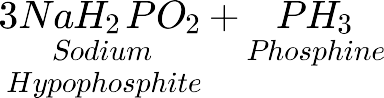 3NaH₂PO₂ + PH₃
Sodium Phosphine
Hypophosphite